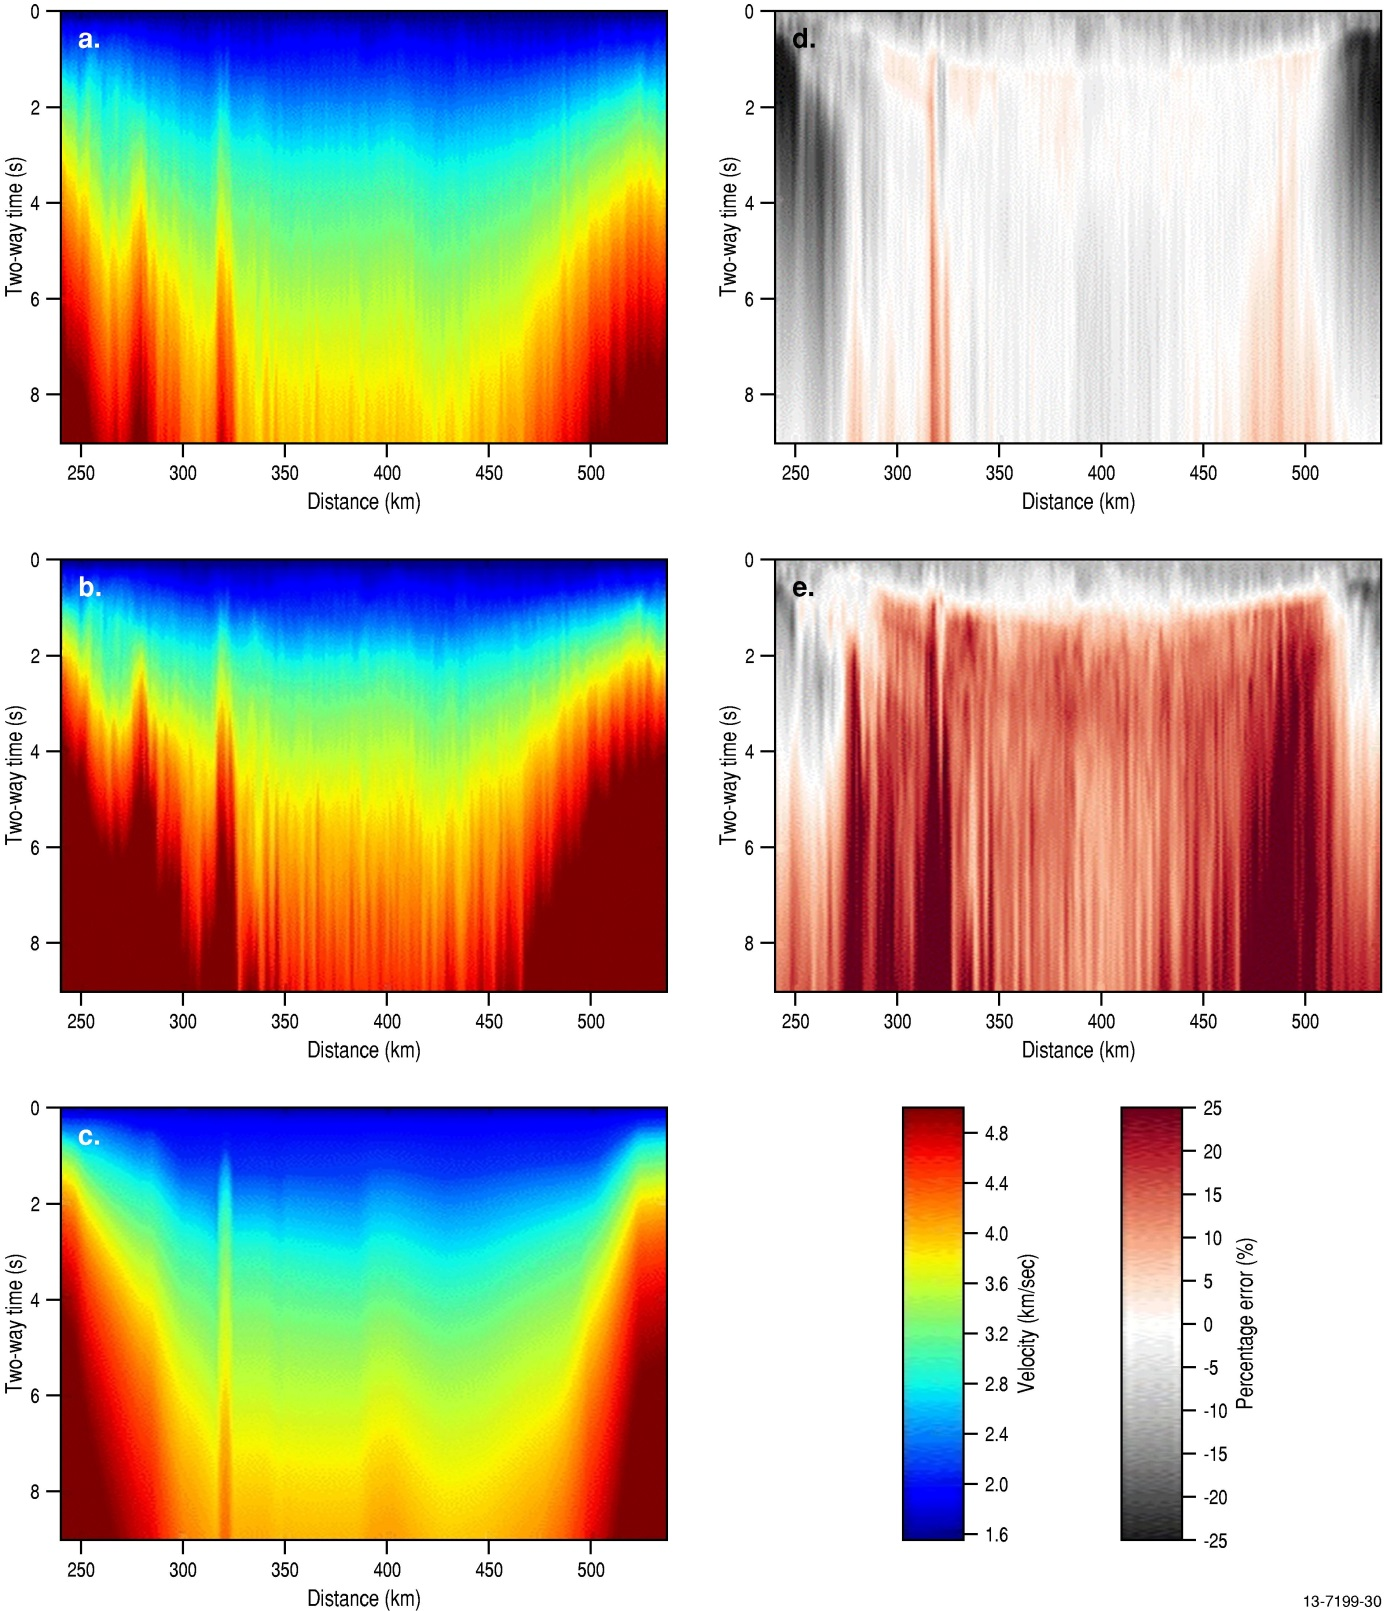 a.
0
2
4
6
8
Two-way time (s)
250 300 350 400 450 500
Distance (km)
d.
0
2
4
6
8
Two-way time (s)
250 300 350 400 450 500
Distance (km)
b.
0
2
4
6
8
Two-way time (s)
250 300 350 400 450 500
Distance (km)
e.
0
2
4
6
8
Two-way time (s)
250 300 350 400 450 500
Distance (km)
c.
0
2
4
6
8
Two-way time (s)
250 300 350 400 450 500
Distance (km)
4.8
4.4
4.0
3.6
3.2
2.8
2.4
2.0
1.6
Velocity (km/sec)
25
20
15
10
5
0
-5
-10
-15
-20
-25
Percentage error (%)
13-7199-30